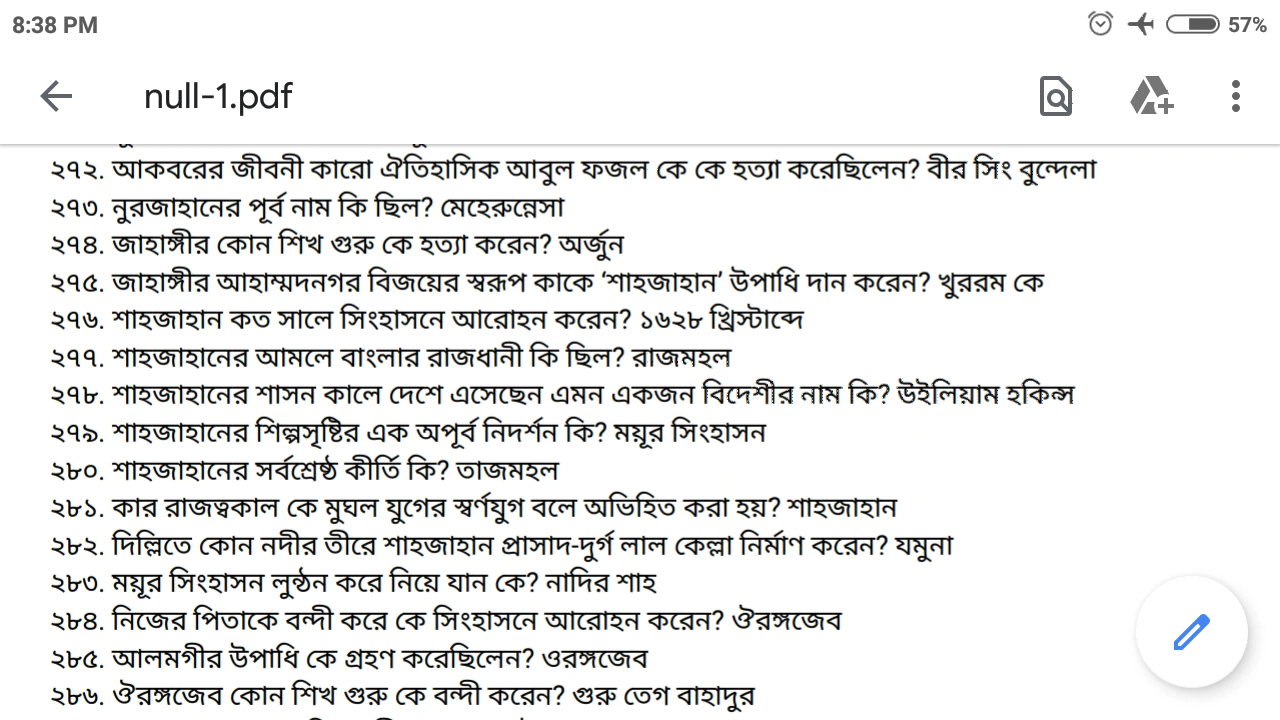 8:38 PM
57%
null-1.pdf
২৭২. আকবরের জীবনী কারো ঐতিহাসিক আবুল ফজল কে কে হত্যা করেছিলেন? বীর সিং বুন্দেলা
২৭৩. নুরজাহানের পূর্ব নাম কি ছিল? মেহেরুন্নেসা
২৭৪. জাহাঙ্গীর কোন শিখ গুরু কে হত্যা করেন? অর্জুন
২৭৫. জাহাঙ্গীর আহাম্মদনগর বিজয়ের স্বরূপ কাকে ‘শাহজাহান’ উপাধি দান করেন? খুররম কে
২৭৬. শাহজাহান কত সালে সিংহাসনে আরোহন করেন? ১৬২৮ খ্রিস্টাব্দে
২৭৭. শাহজাহানের আমলে বাংলার রাজধানী কি ছিল? রাজমহল
২৭৮. শাহজাহানের শাসন কালে দেশে এসেছেন এমন একজন বিদেশীর নাম কি? উইলিয়াম হকিন্স
২৭৯. শাহজাহানের শিল্পসৃষ্টির এক অপূর্ব নিদর্শন কি? ময়ূর সিংহাসন
২৮০. শাহজাহানের সর্বশ্রেষ্ঠ কীর্তি কি? তাজমহল
২৮১. কার রাজত্বকাল কে মুঘল যুগের স্বর্ণযুগ বলে অভিহিত করা হয়? শাহজাহান
২৮২. দিল্লিতে কোন নদীর তীরে শাহজাহান প্রাসাদ-দুর্গ লাল কেল্লা নির্মাণ করেন? যমুনা
২৮৩. ময়ূর সিংহাসন লুন্ঠন করে নিয়ে যান কে? নাদির শাহ
২৮৪. নিজের পিতাকে বন্দী করে কে সিংহাসনে আরোহন করেন? ঔরঙ্গজেব
২৮৫. আলমগীর উপাধি কে গ্রহণ করেছিলেন? ওরঙ্গজেব
২৮৬. ঔরঙ্গজেব কোন শিখ গুরু কে বন্দী করেন? গুরু তেগ বাহাদুর